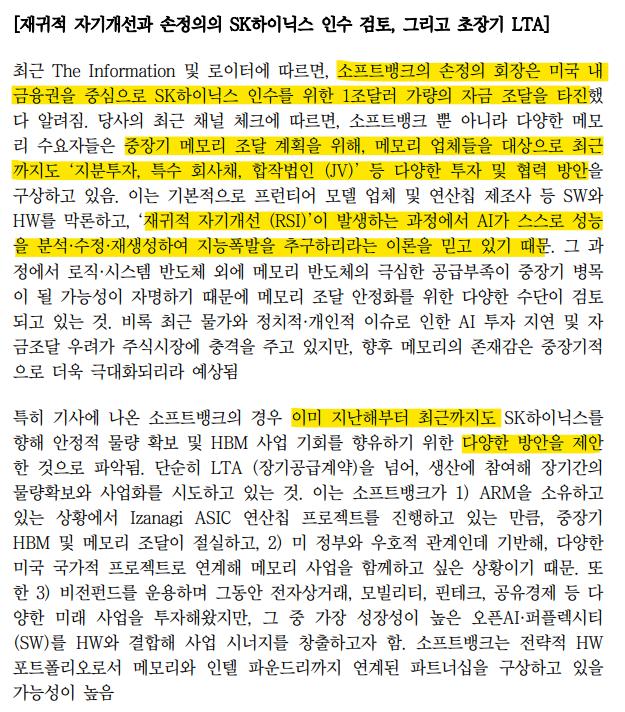 [재귀적 자기개선과 손정의의 SK하이닉스 인수 검토, 그리고 초장기 LTA]
최근 The Information 및 로이터에 따르면, 소프트뱅크의 손정의 회장은 미국 내
금융권을 중심으로 SK하이닉스 인수를 위한 1조달러 가량의 자금 조달을 타진했
다 알려짐. 당사의 최근 채널 체크에 따르면, 소프트뱅크 뿐 아니라 다양한 메모
리 수요자들은 중장기 메모리 조달 계획을 위해, 메모리 업체들을 대상으로 최근
까지도 ‘지분투자, 특수 회사채, 합작법인 (JV)’ 등 다양한 투자 및 협력 방안을
구상하고 있음. 이는 기본적으로 프런티어 모델 업체 및 연산칩 제조사 등 SW와
HW를 막론하고, ‘재귀적 자기개선 (RSI)’이 발생하는 과정에서 AI가 스스로 성능
을 분석·수정·재생성하여 지능폭발을 추구하리라는 이론을 믿고 있기 때문. 그 과
정에서 로직·시스템 반도체 외에 메모리 반도체의 극심한 공급부족이 중장기 병목
이 될 가능성이 자명하기 때문에 메모리 조달 안정화를 위한 다양한 수단이 검토
되고 있는 것. 비록 최근 물가와 정치적·개인적 이슈로 인한 AI 투자 지연 및 자
금조달 우려가 주식시장에 충격을 주고 있지만, 향후 메모리의 존재감은 중장기적
으로 더욱 극대화되리라 예상됨
특히 기사에 나온 소프트뱅크의 경우 이미 지난해부터 최근까지도 SK하이닉스를
향해 안정적 물량 확보 및 HBM 사업 기회를 향유하기 위한 다양한 방안을 제안
한 것으로 파악됨. 단순히 LTA (장기공급계약)을 넘어, 생산에 참여해 장기간의
물량확보와 사업화를 시도하고 있는 것. 이는 소프트뱅크가 1) ARM을 소유하고
있는 상황에서 Izanagi ASIC 연산칩 프로젝트를 진행하고 있는 만큼, 중장기
HBM 및 메모리 조달이 절실하고, 2) 미 정부와 우호적 관계인데 기반해, 다양한
미국 국가적 프로젝트로 연계해 메모리 사업을 함께하고 싶은 상황이기 때문. 또
한 3) 비전펀드를 운용하며 그동안 전자상거래, 모빌리티, 핀테크, 공유경제 등 다
양한 미래 사업을 투자해왔지만, 그 중 가장 성장성이 높은 오픈AI·퍼플렉시티
(SW)를 HW와 결합해 사업 시너지를 창출하고자 함. 소프트뱅크는 전략적 HW
포트폴리오로서 메모리와 인텔 파운드리까지 연계된 파트너십을 구상하고 있을
가능성이 높음